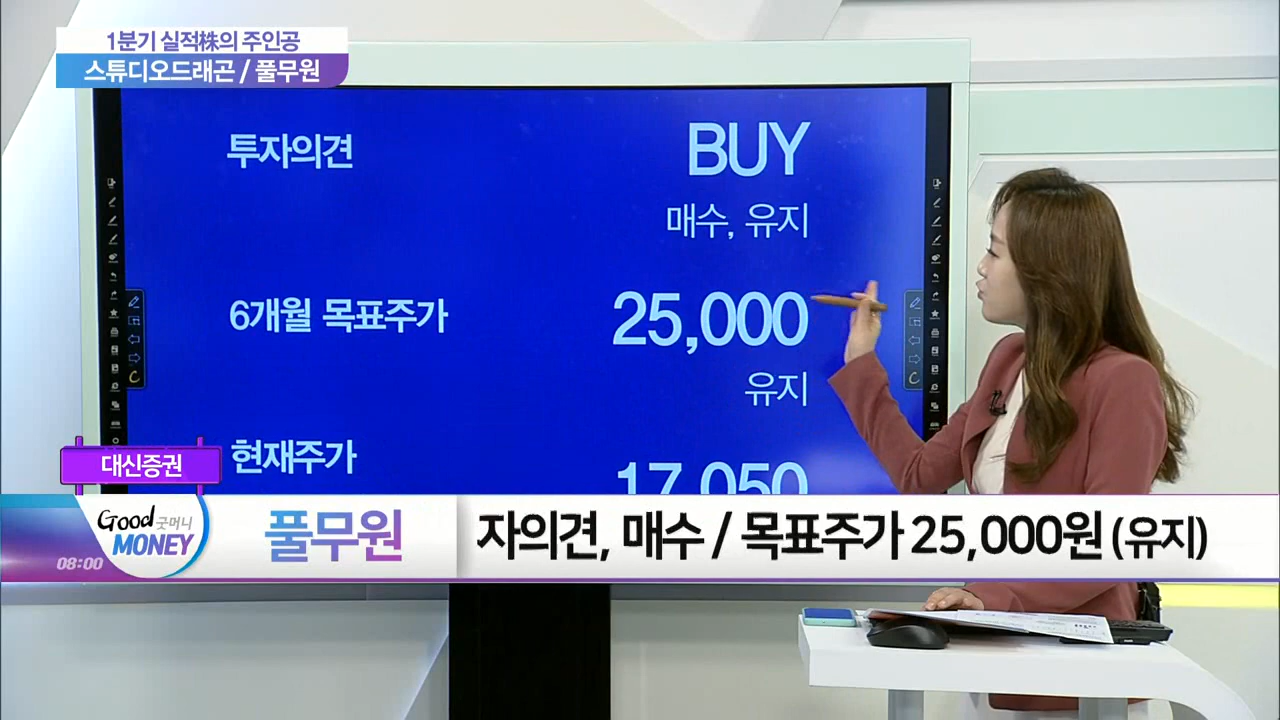 1분기 실적株의 주인공
스튜디오드래곤 / 풀무원
투자의견
BUY
매수, 유지
6개월 목표주가
25,000
유지
현재주가
17,050
대신증권
Good 굿머니
MONEY
08:00
풀무원
자의견, 매수 / 목표주가 25,000원 (유지)